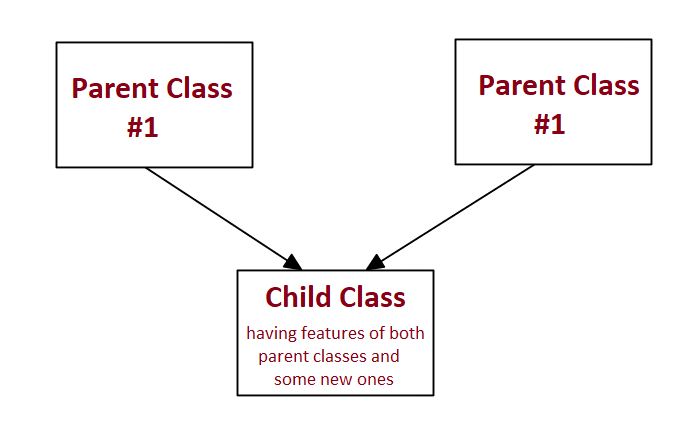 Parent Class
#1
Parent Class
#1
Child Class
having features of both
parent classes and
some new ones